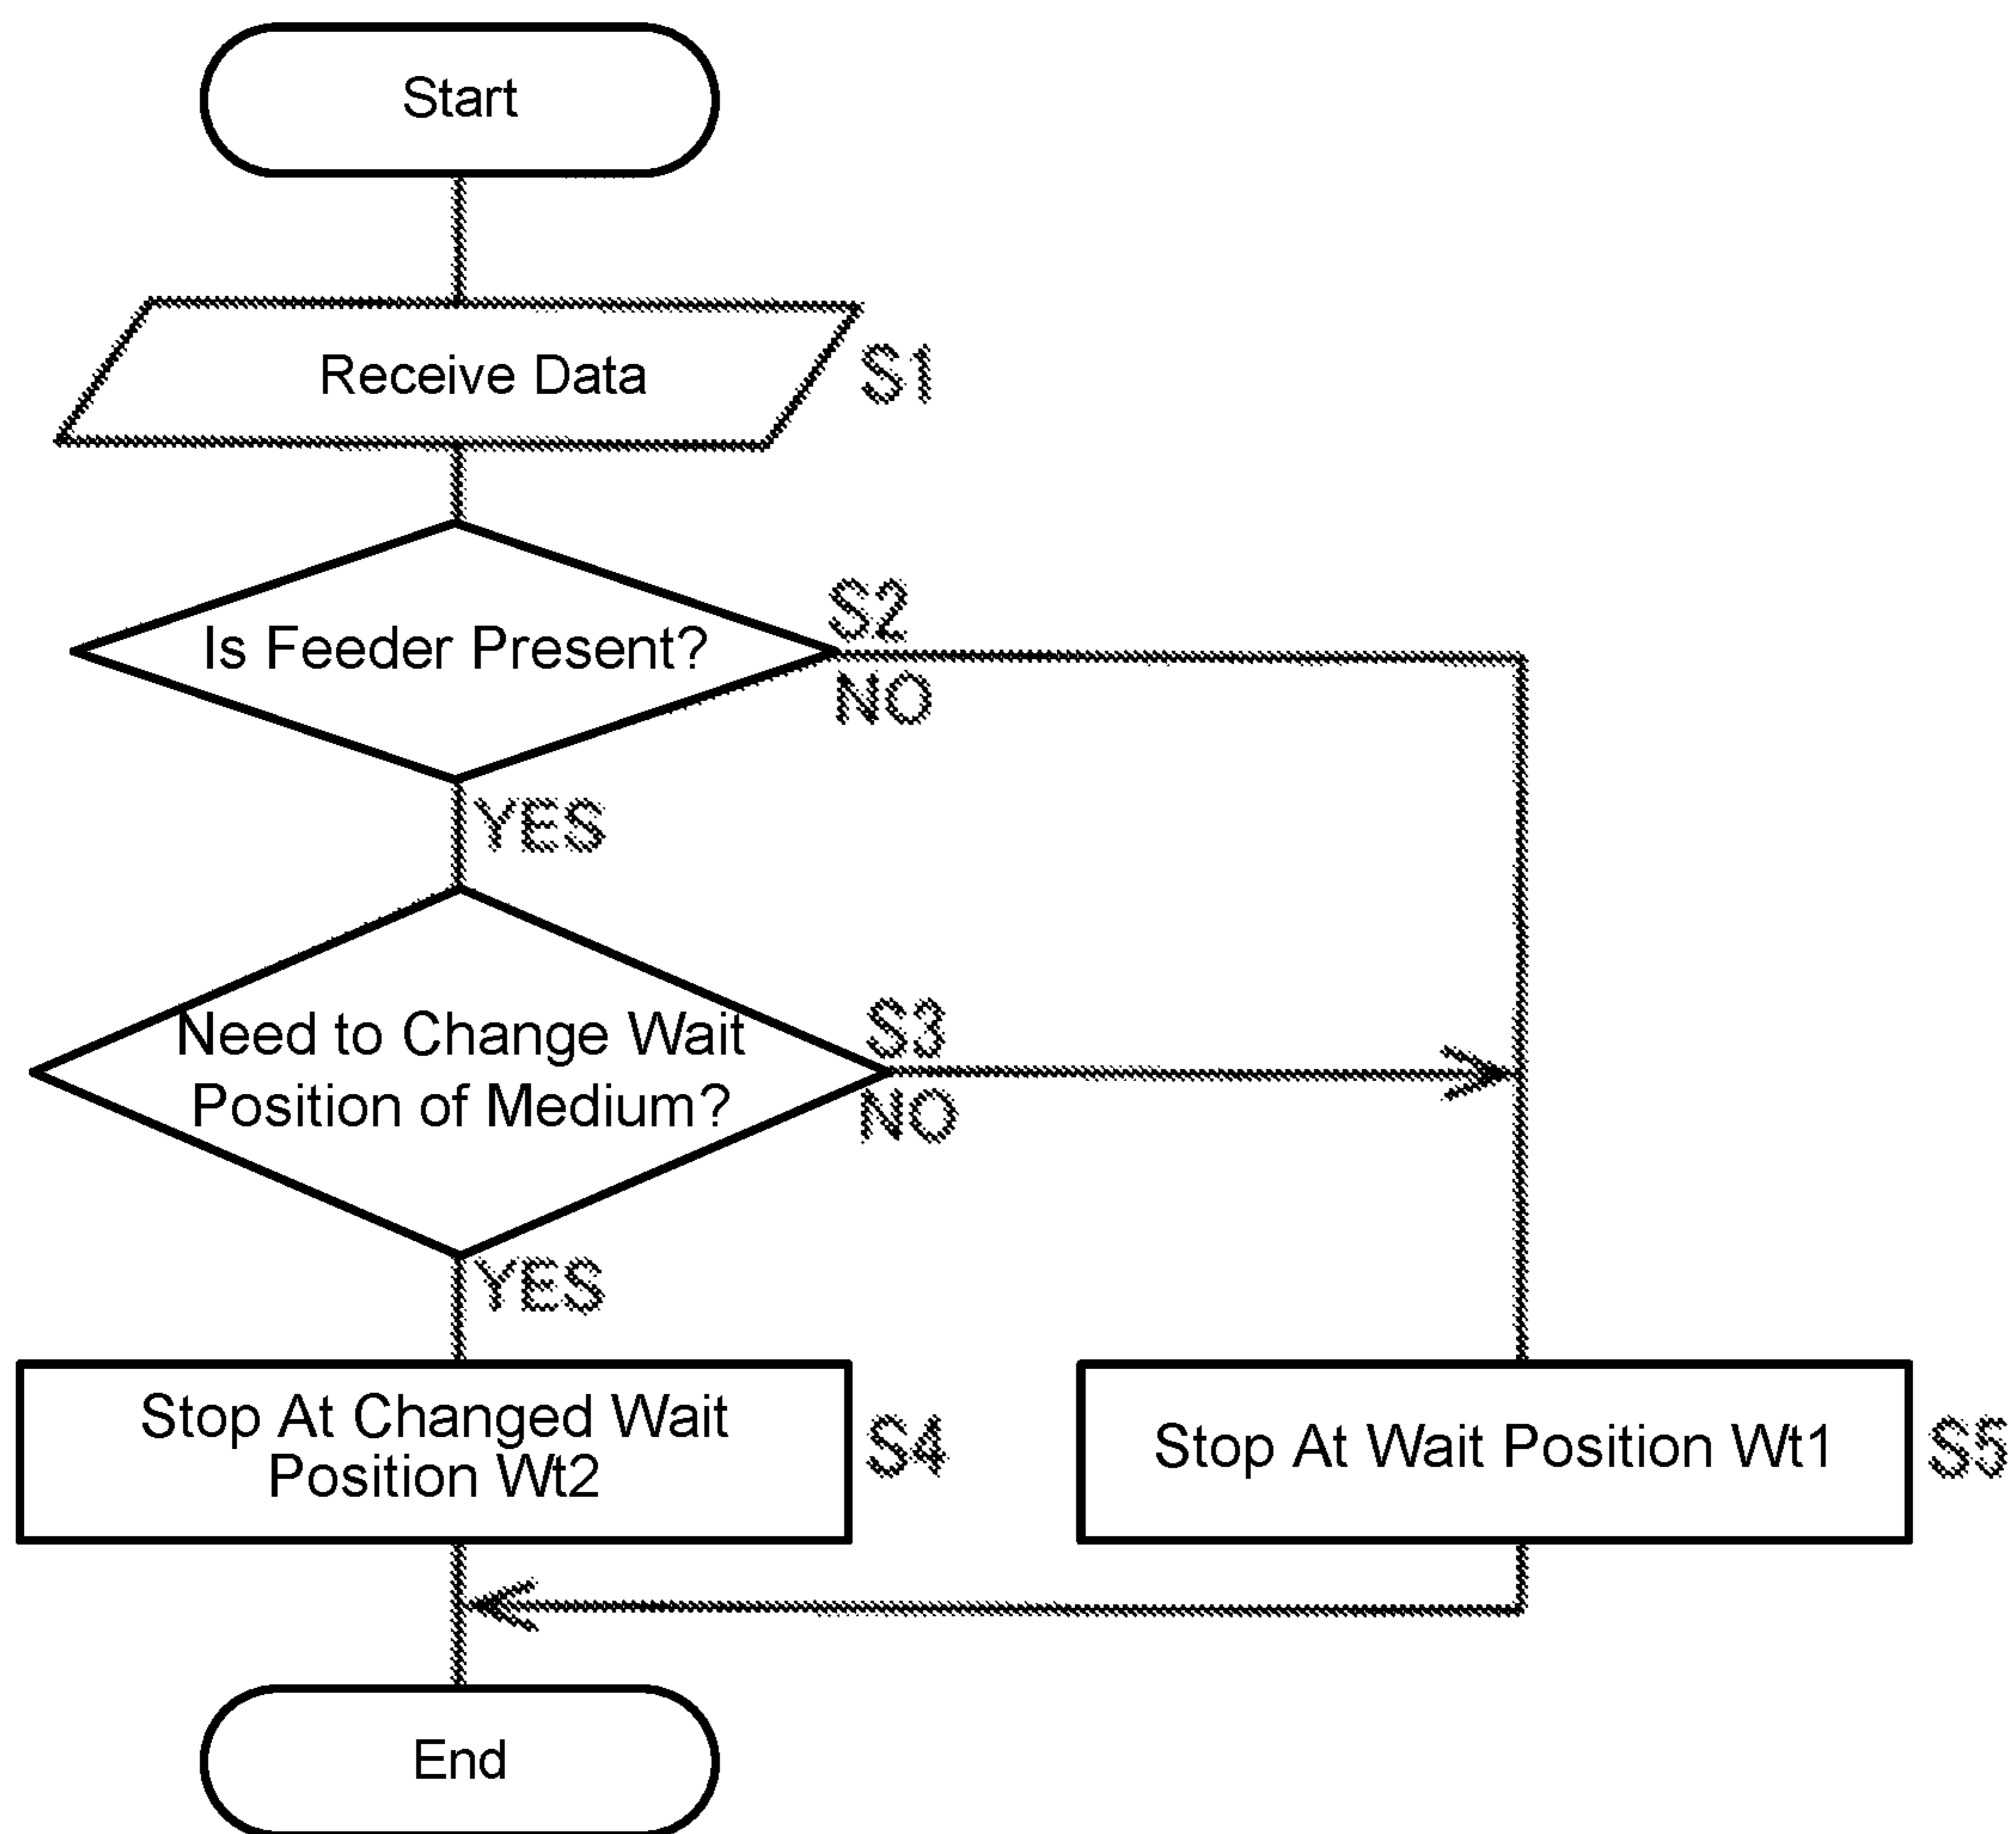 Start
Receive Data
S1
Is Feeder Present?
S2
NO
YES
Need to Change Wait
Position of Medium?
S3
NO
YES
Stop At Changed Wait
Position Wt2
S4
Stop At Wait Position Wt1
S5
End